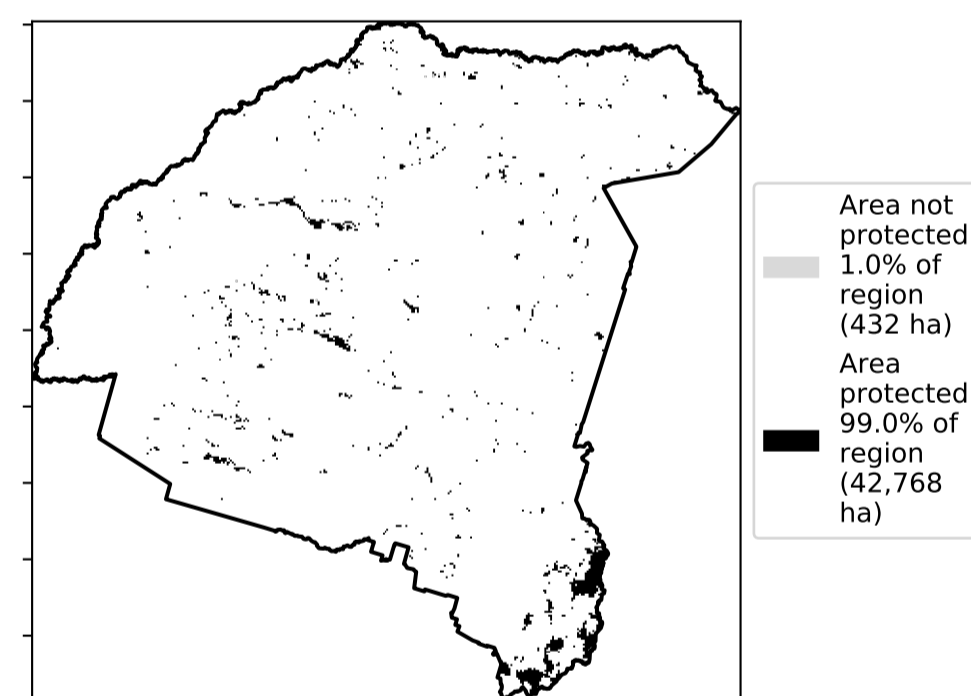 Area not
protected
1.0% of
region
(432 ha)
Area
protected
99.0% of
region
(42,768
ha)